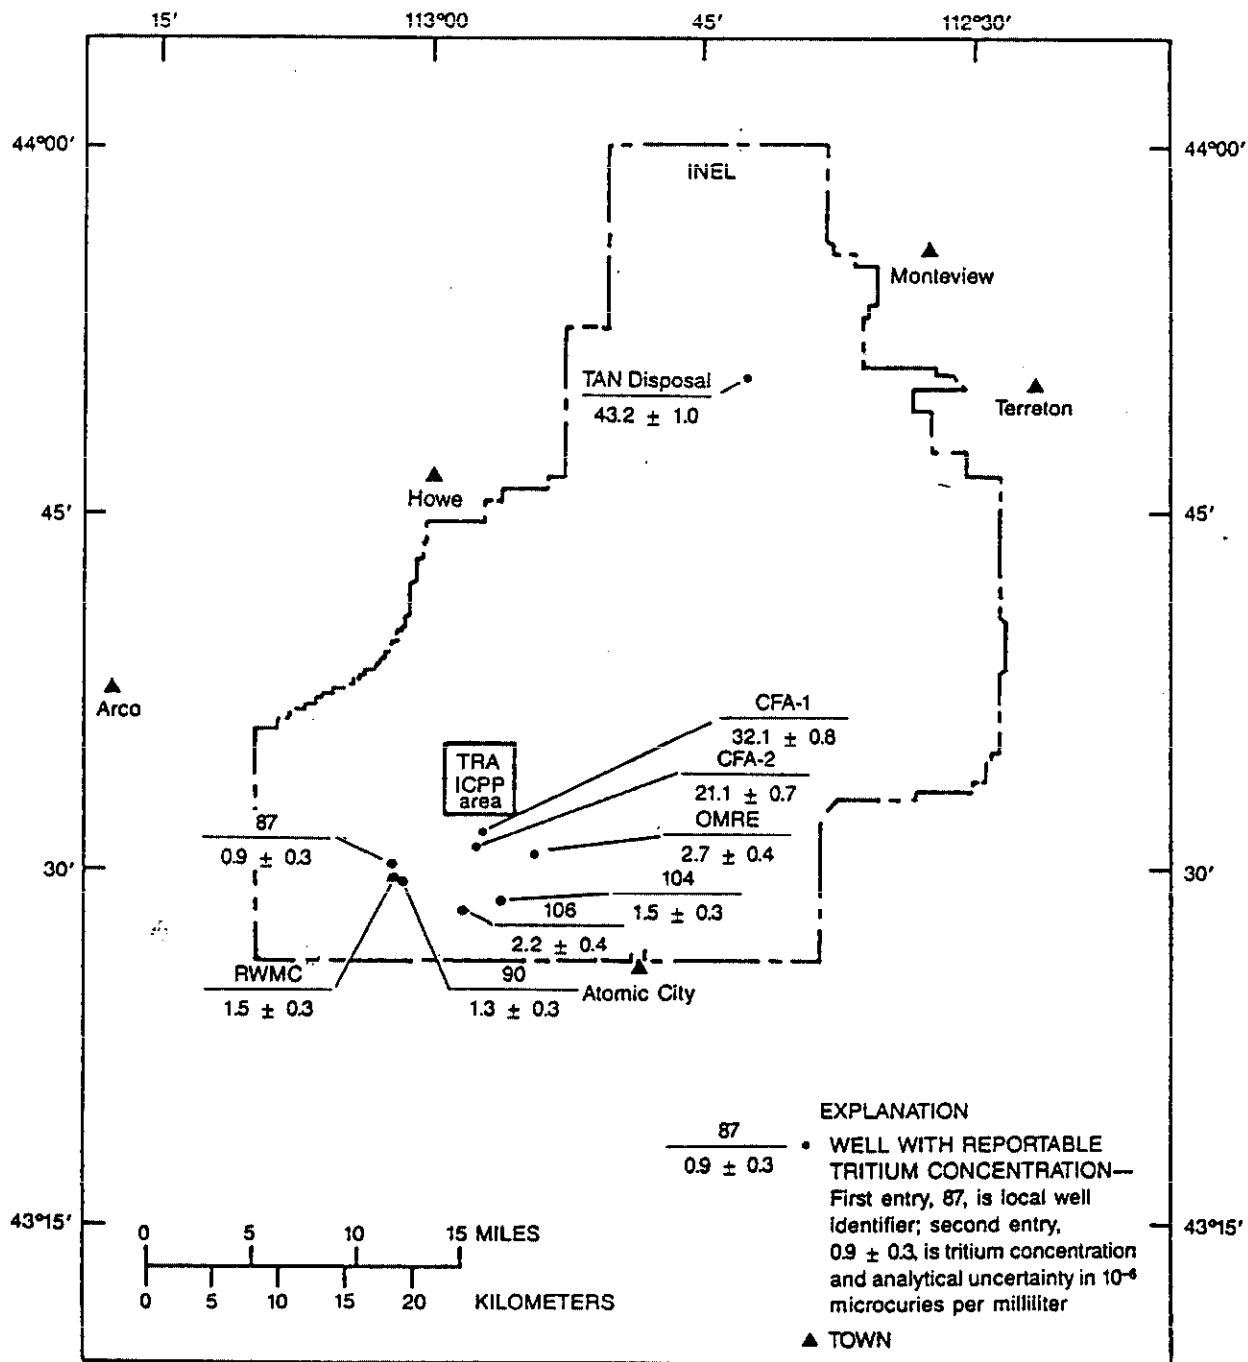 15′ 113°00′ 45′ 112°30′
44°00′ 44°00′
INEL
Monteview
TAN Disposal
43.2 ± 1.0
Terreton
Howe
45′ 45′
Arco
CFA-1
32.1 ± 0.8
TRA
ICPP
area
CFA-2
21.1 ± 0.7
87
0.9 ± 0.3
OMRE
2.7 ± 0.4
30′ 30′
104
1.5 ± 0.3
106
2.2 ± 0.4
RWMC
1.5 ± 0.3
90
1.3 ± 0.3
Atomic City
EXPLANATION
87
0.9 ± 0.3
WELL WITH REPORTABLE
TRITIUM CONCENTRATION—
First entry, 87, is local well
identifier; second entry,
0.9 ± 0.3, is tritium concentration
and analytical uncertainty in 10⁻⁶
microcuries per milliliter
TOWN
43°15′ 43°15′
0 5 10 15 MILES
0 5 10 15 20 KILOMETERS